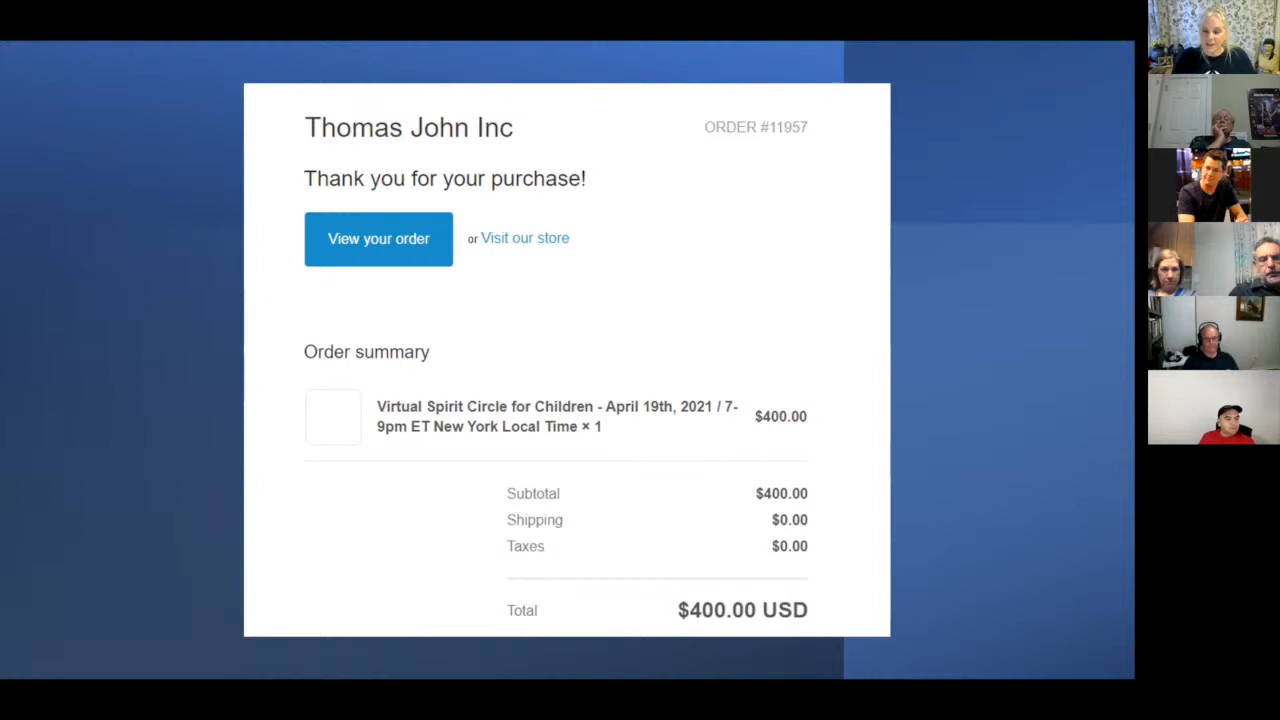 Thomas John Inc
ORDER #11957
Thank you for your purchase!
View your order
or Visit our store
Order summary
Virtual Spirit Circle for Children - April 19th, 2021 / 7-
9pm ET New York Local Time × 1
$400.00
Subtotal $400.00
Shipping $0.00
Taxes $0.00
Total $400.00 USD